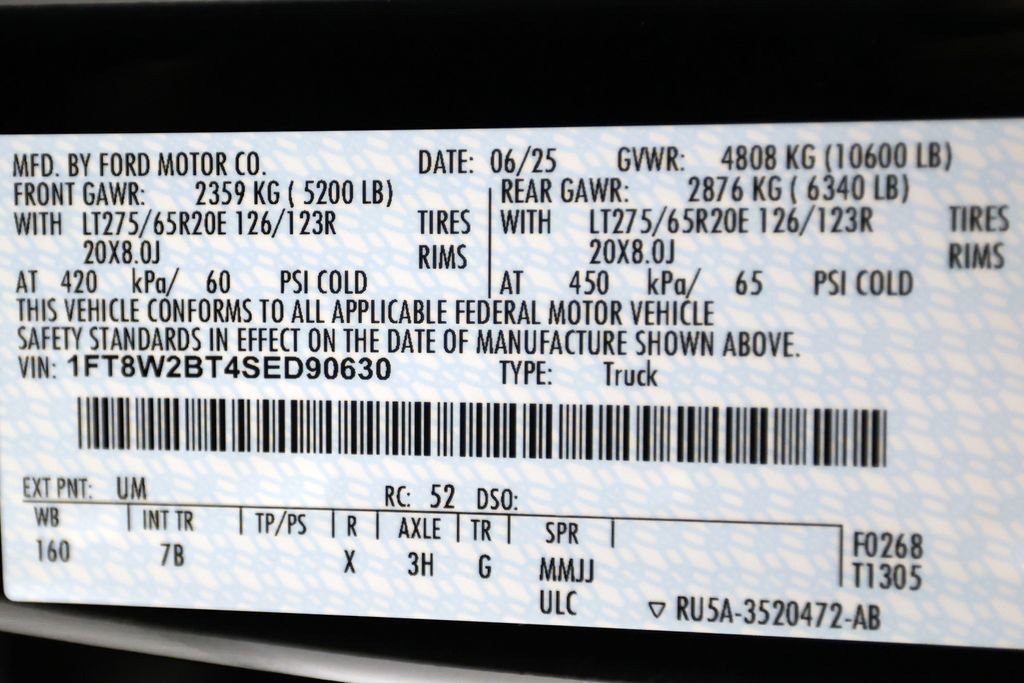 MFD. BY FORD MOTOR CO. DATE: 06/25 GVWR: 4808 KG (10600 LB)
FRONT GAWR: 2359 KG ( 5200 LB) REAR GAWR: 2876 KG ( 6340 LB)
WITH LT275/65R20E 126/123R TIRES WITH LT275/65R20E 126/123R TIRES
20X8.0J RIMS 20X8.0J RIMS
AT 420 kPa/ 60 PSI COLD AT 450 kPa/ 65 PSI COLD
THIS VEHICLE CONFORMS TO ALL APPLICABLE FEDERAL MOTOR VEHICLE
SAFETY STANDARDS IN EFFECT ON THE DATE OF MANUFACTURE SHOWN ABOVE.
VIN: 1FT8W2BT4SED90630 TYPE: Truck
EXT PNT: UM RC: 52 DSO:
WB INT TR TP/PS R AXLE TR SPR F0268
160 7B X 3H G MMJJ T1305
ULC ▽ RU5A-3520472-AB